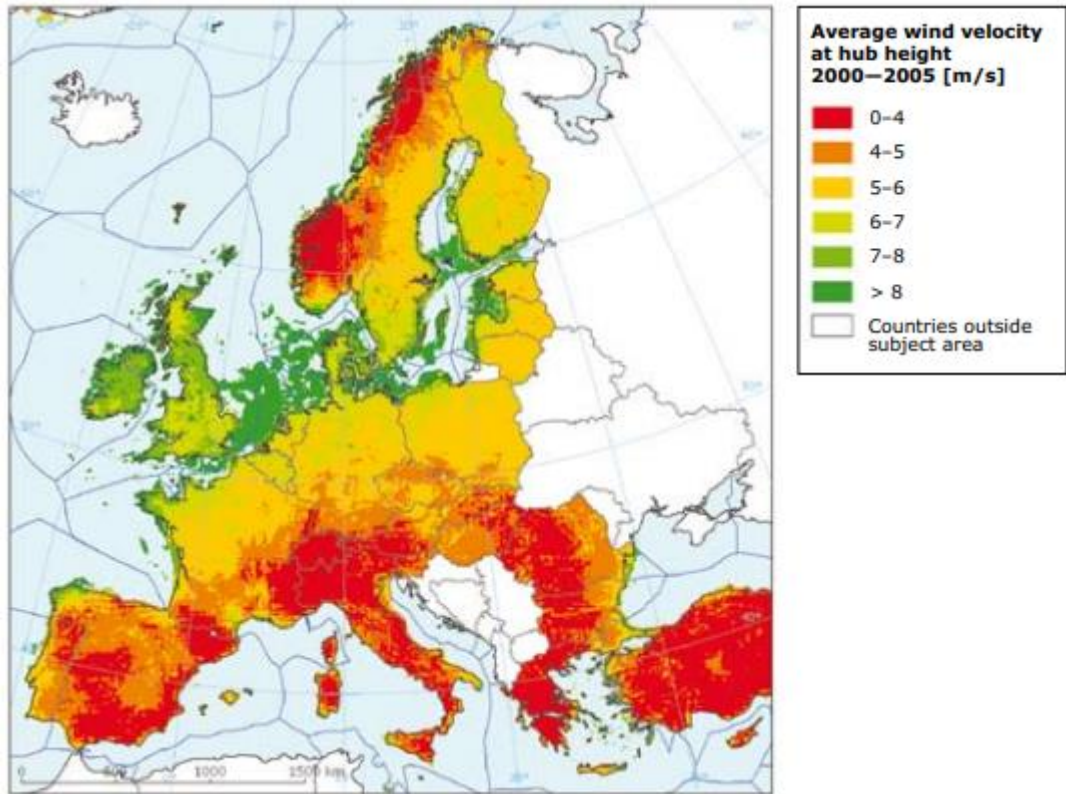 Average wind velocity
at hub height
2000—2005 [m/s]
0–4
4–5
5–6
6–7
7–8
> 8
Countries outside
subject area
0
1000
1500 km